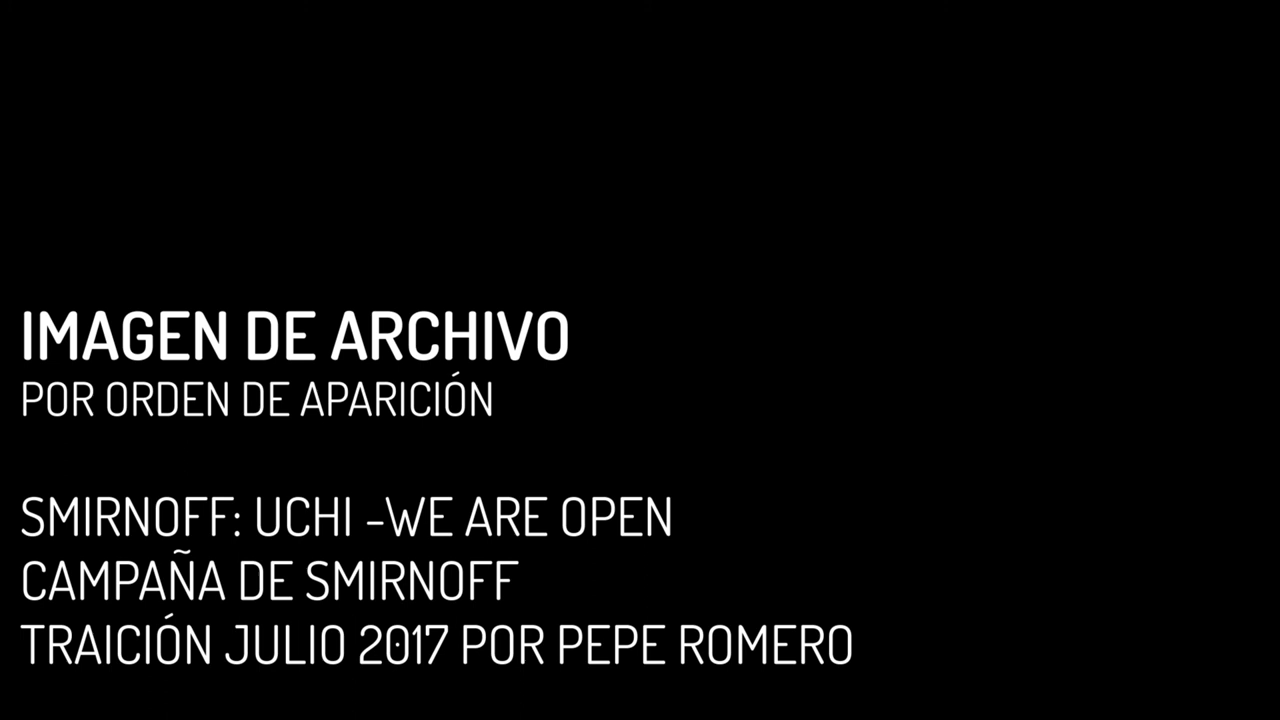 IMAGEN DE ARCHIVO
POR ORDEN DE APARICIÓN
SMIRNOFF: UCHI -WE ARE OPEN
CAMPAÑA DE SMIRNOFF
TRAICIÓN JULIO 2017 POR PEPE ROMERO